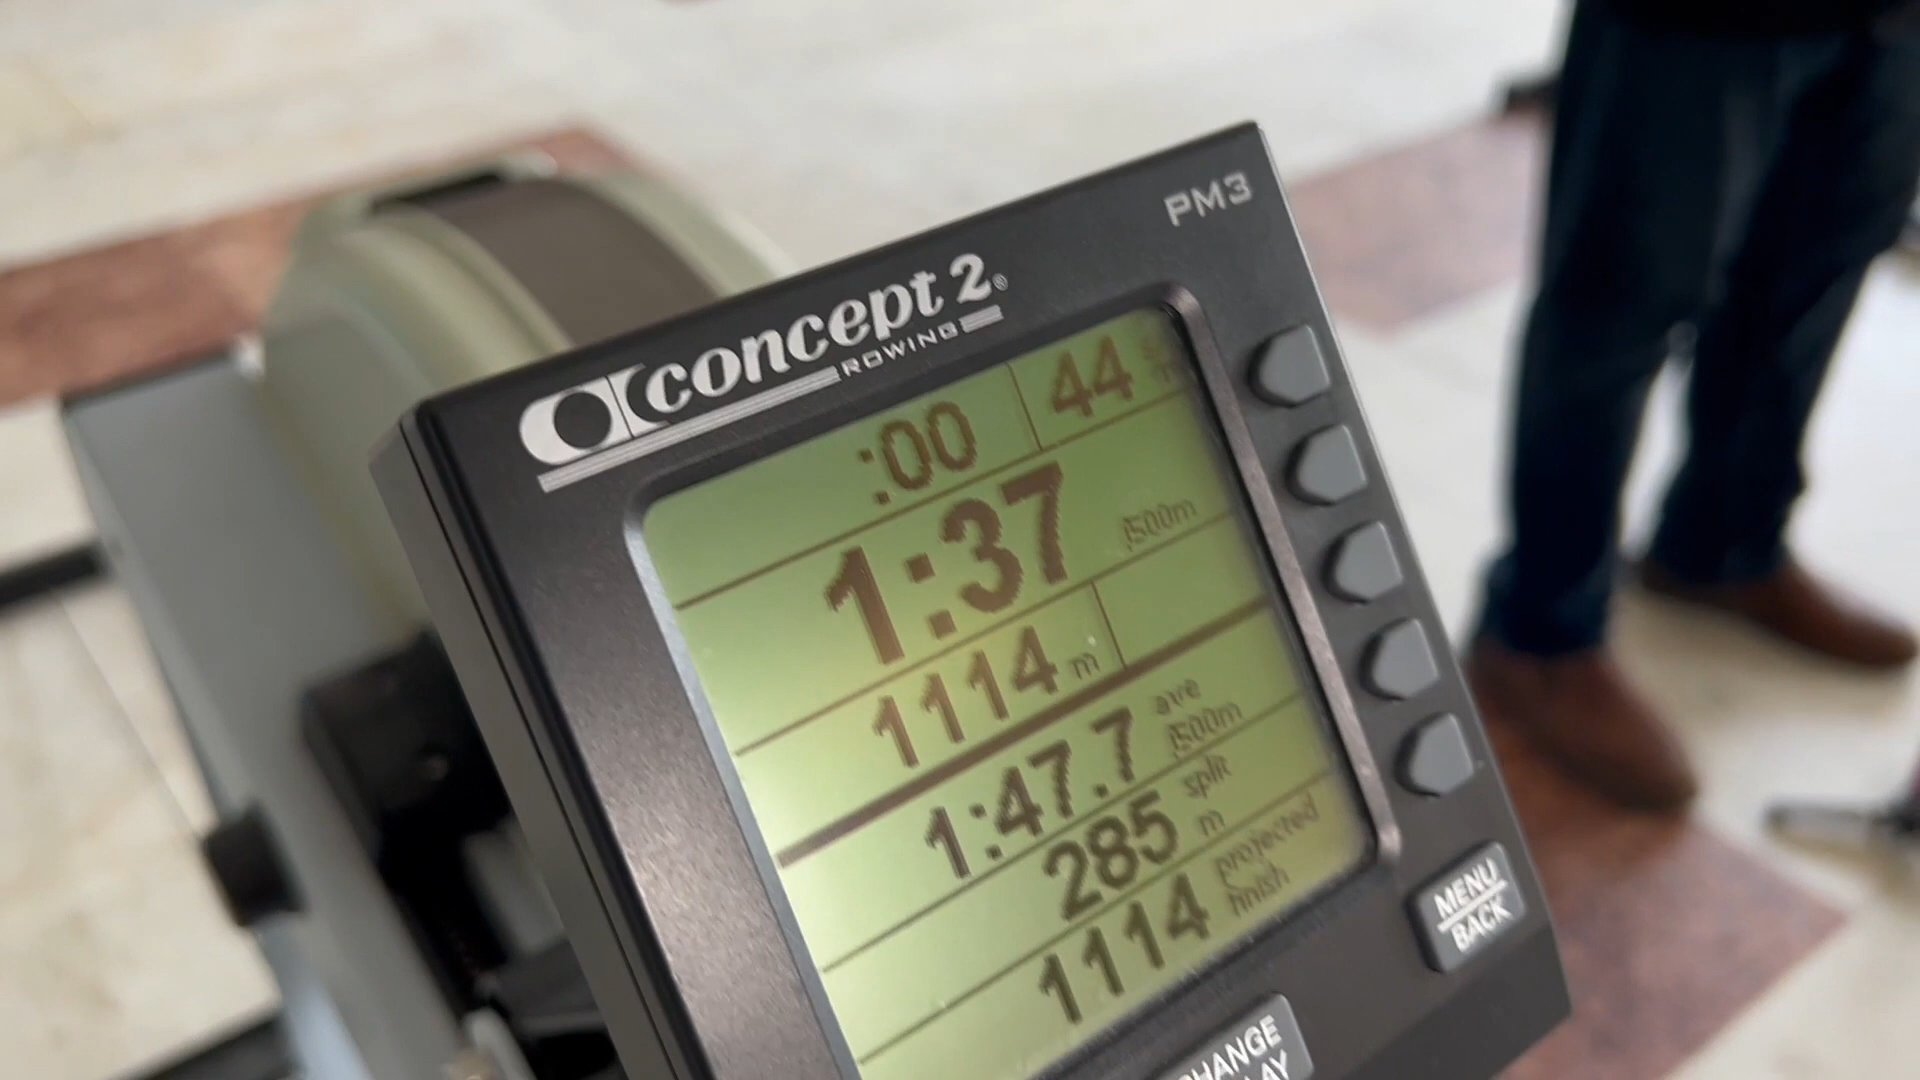 PM3
concept 2®
ROWING
:00 44
1:37 /500m
1114 m
1:47.7 ave /500m
285 split m
1114 projected finish
MENU
BACK
CHANGE